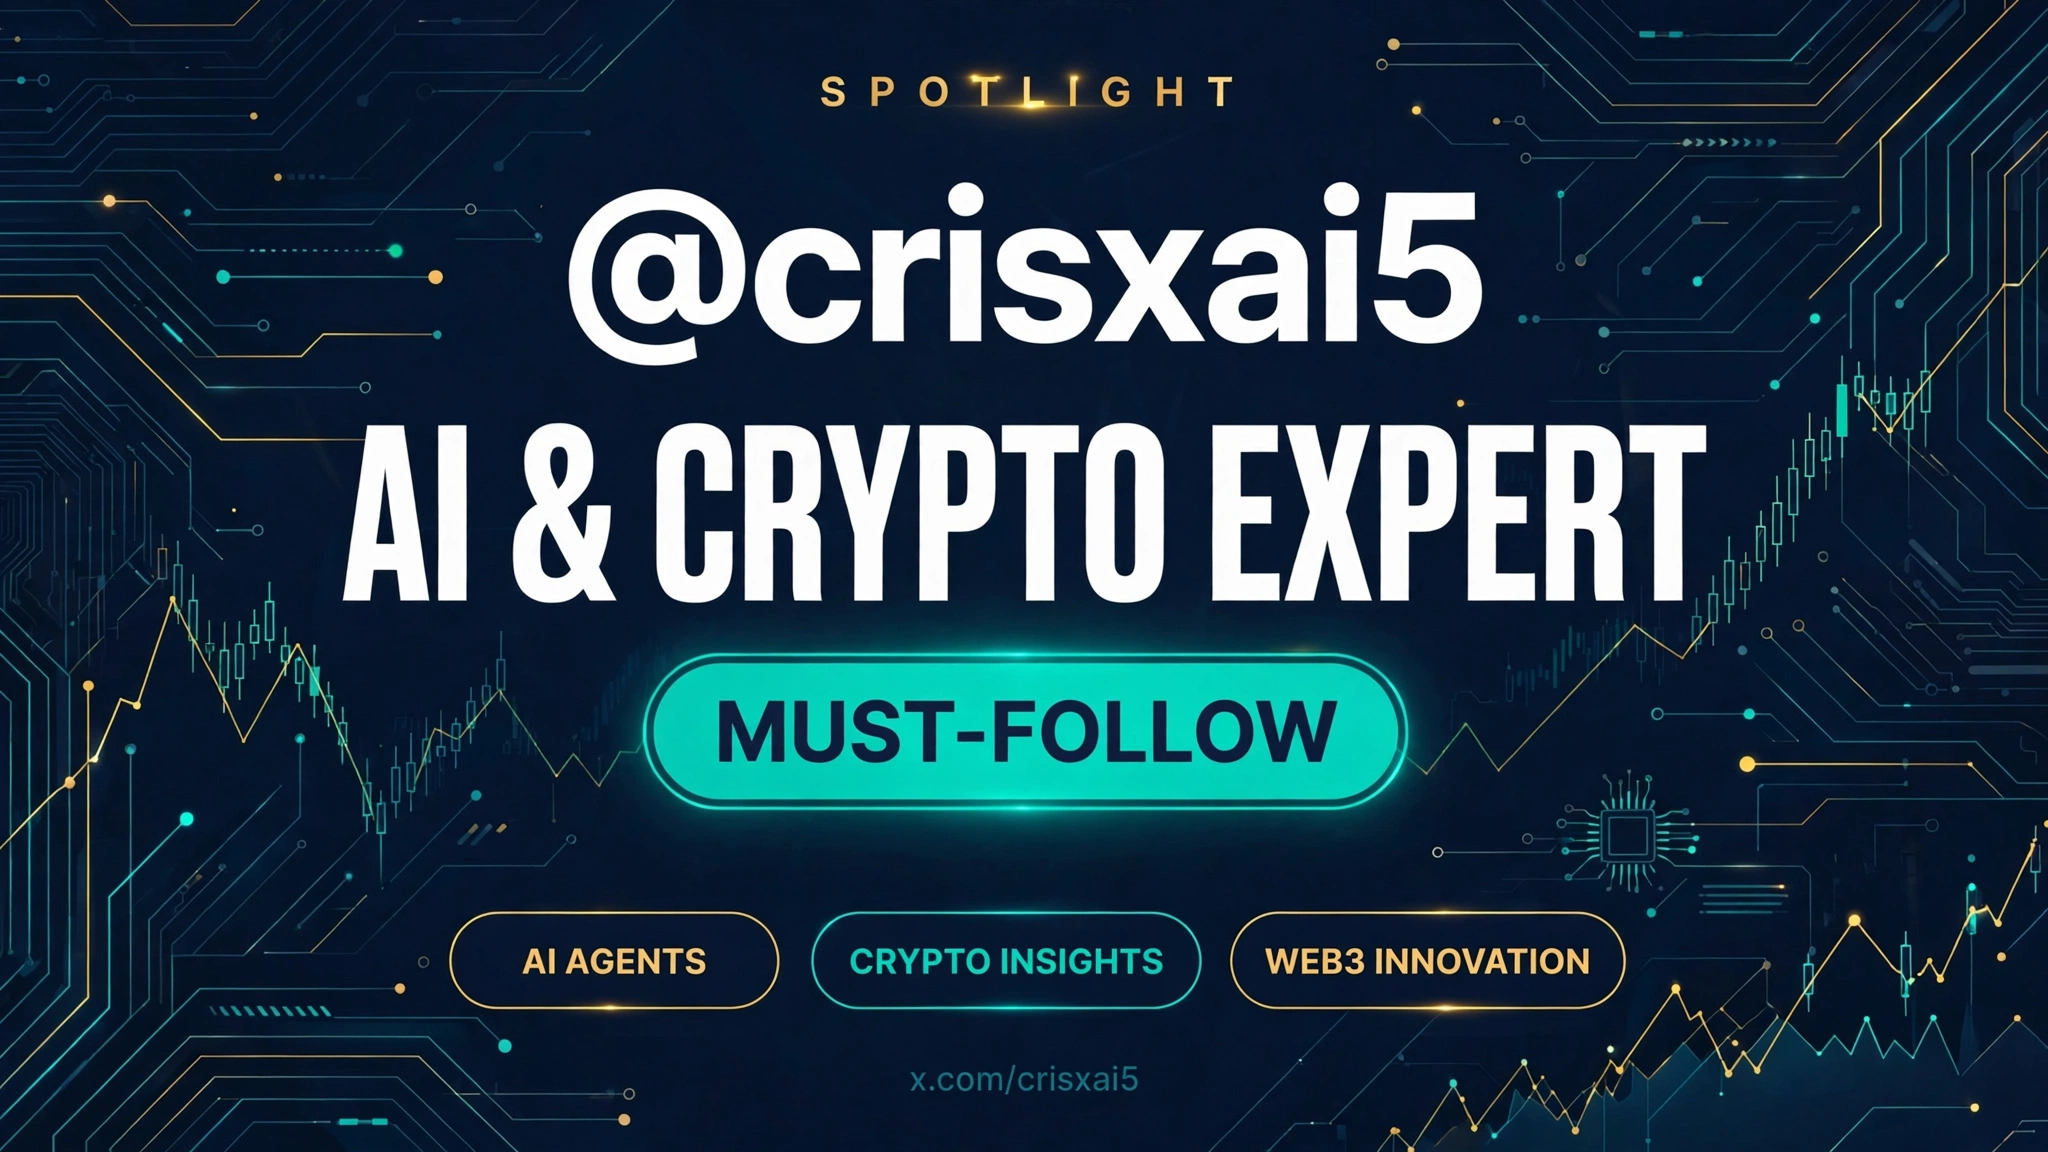 SPOTLIGHT
@crisxai5
AI & CRYPTO EXPERT
MUST-FOLLOW
AI AGENTS
CRYPTO INSIGHTS
WEB3 INNOVATION
x.com/crisxai5